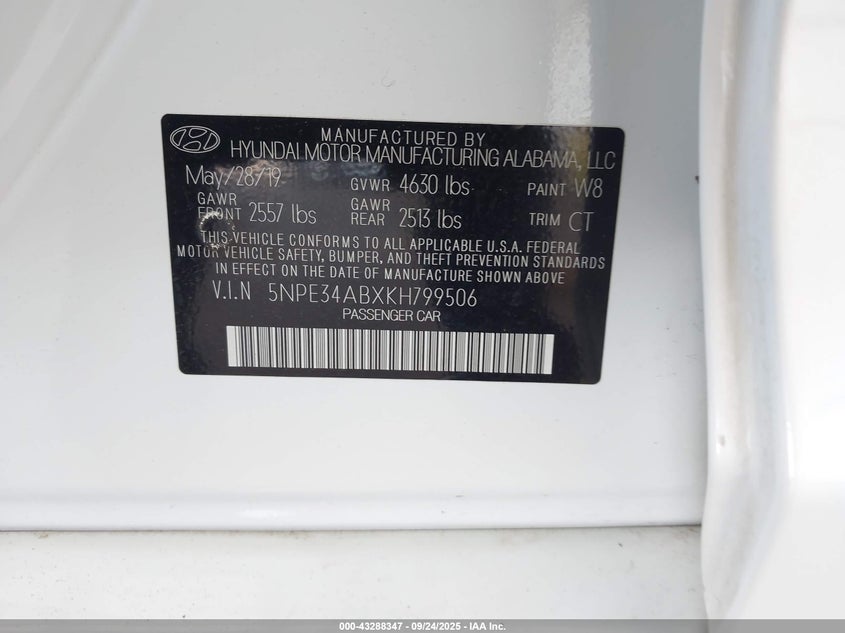 MANUFACTURED BY
HYUNDAI MOTOR MANUFACTURING ALABAMA, LLC
May/28/19 GVWR 4630 lbs PAINT W8
GAWR FRONT 2557 lbs GAWR REAR 2513 lbs TRIM CT
THIS VEHICLE CONFORMS TO ALL APPLICABLE U.S.A. FEDERAL
MOTOR VEHICLE SAFETY, BUMPER, AND THEFT PREVENTION STANDARDS
IN EFFECT ON THE DATE OF MANUFACTURE SHOWN ABOVE
V.I.N 5NPE34ABXKH799506
PASSENGER CAR
000-43288347 - 09/24/2025 - IAA Inc.